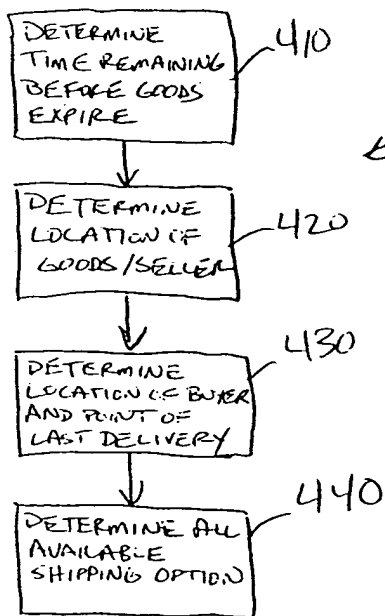 DETERMINE
TIME REMAINING
BEFORE GOODS
EXPIRE
410
DETERMINE
LOCATION OF
GOODS/SELLER
420
DETERMINE
LOCATION OF BUYER
AND POINT OF
LAST DELIVERY
430
DETERMINE ALL
AVAILABLE
SHIPPING OPTION
440